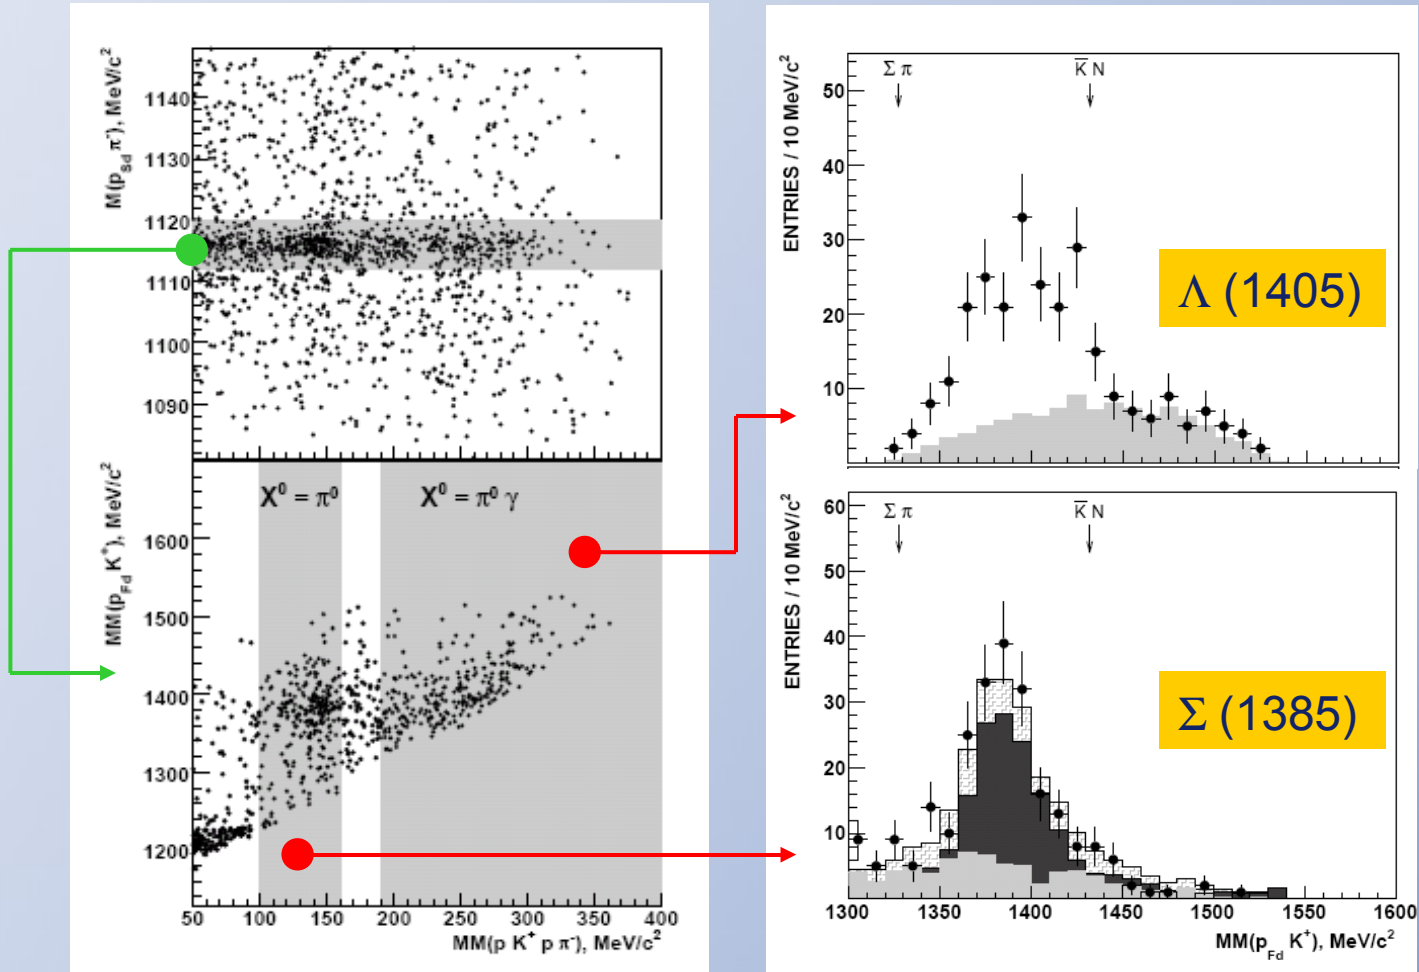 M(p_Sd π⁻), MeV/c²
1140
1130
1120
1110
1100
1090
MM(p_Fd K⁺), MeV/c²
X⁰ = π⁰
X⁰ = π⁰ γ
1600
1500
1400
1300
1200
50
100
150
200
250
300
350
400
MM(p K⁺ p π⁻), MeV/c²
ENTRIES / 10 MeV/c²
Σ π
K̅ N
50
40
30
20
10
Λ (1405)
ENTRIES / 10 MeV/c²
Σ π
K̅ N
60
50
40
30
20
10
Σ (1385)
1300
1350
1400
1450
1500
1550
1600
MM(p_Fd K⁺), MeV/c²